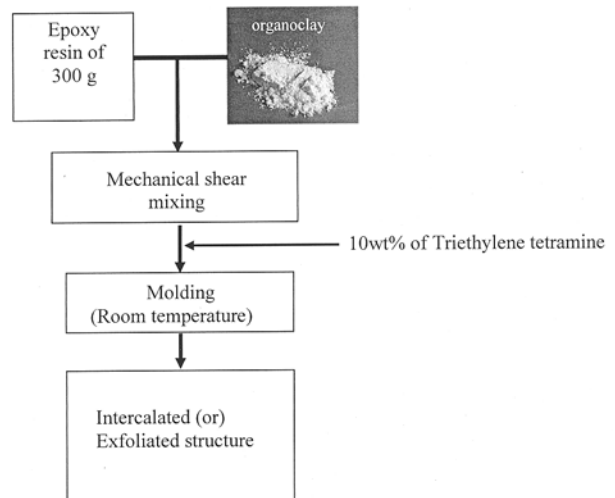 Epoxy
resin of
300 g
organoclay
Mechanical shear
mixing
10wt% of Triethylene tetramine
Molding
(Room temperature)
Intercalated (or)
Exfoliated structure